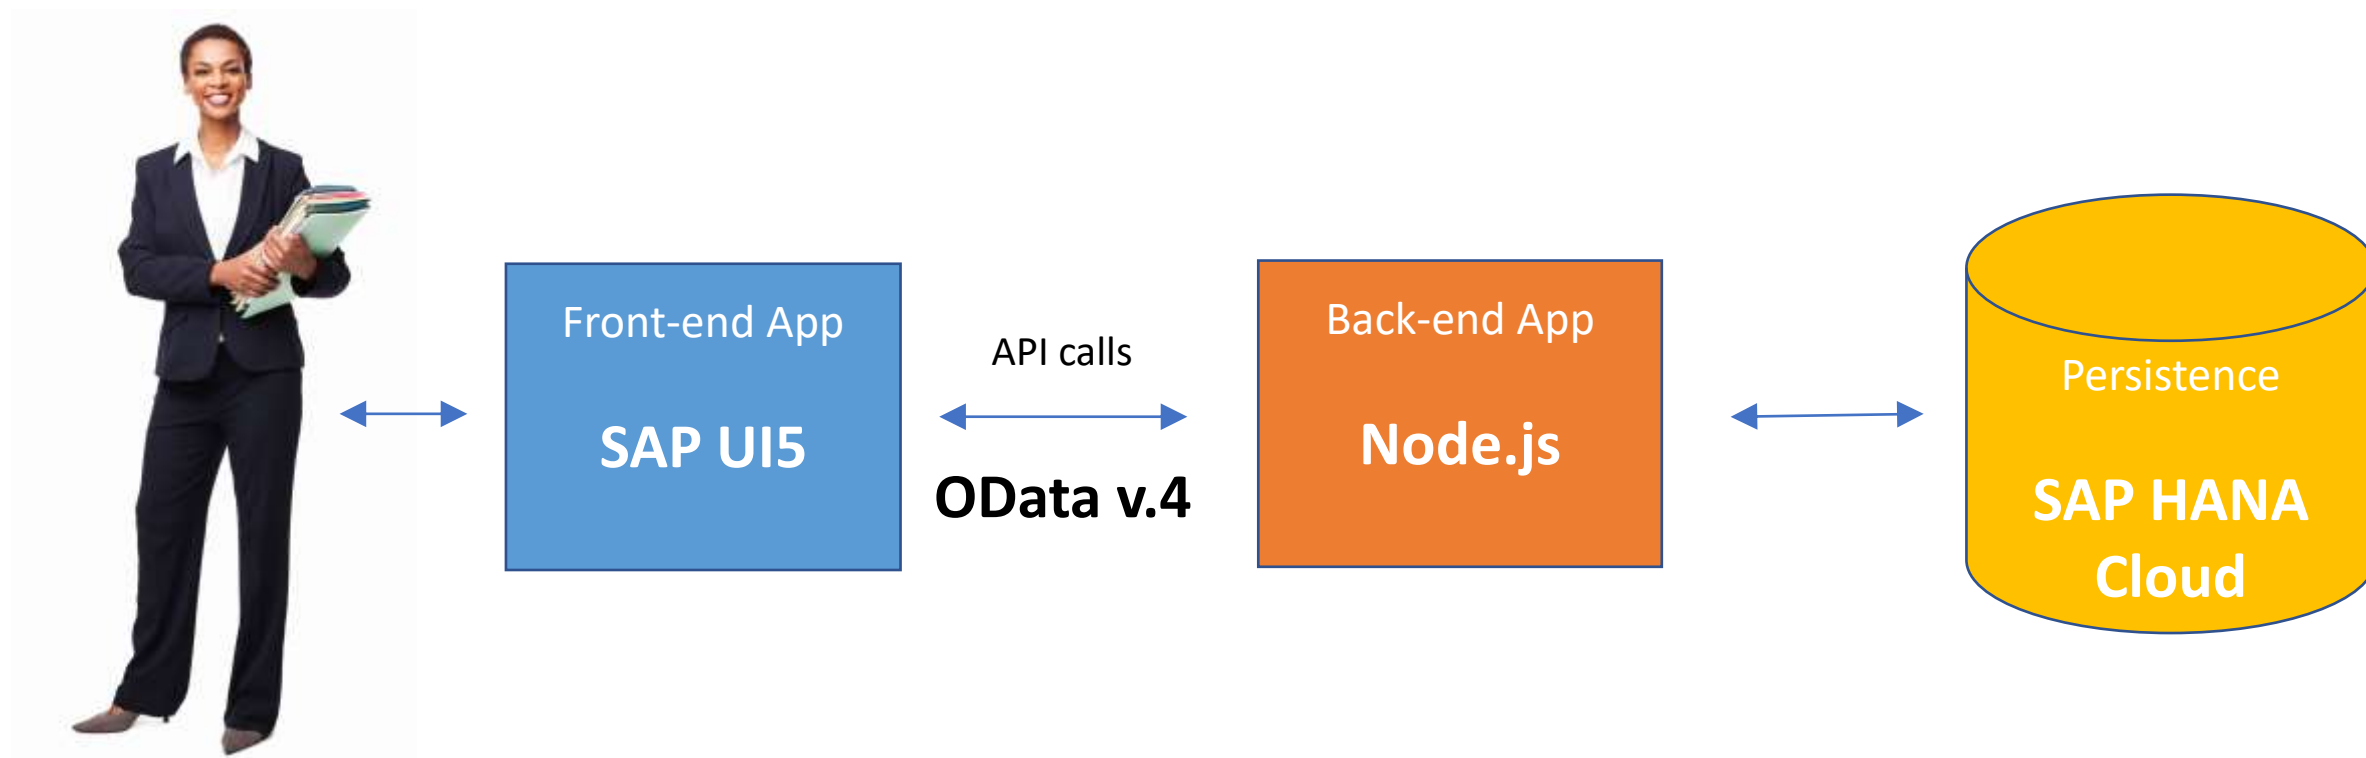 Front-end App
SAP UI5
API calls
OData v.4
Back-end App
Node.js
Persistence
SAP HANA
Cloud